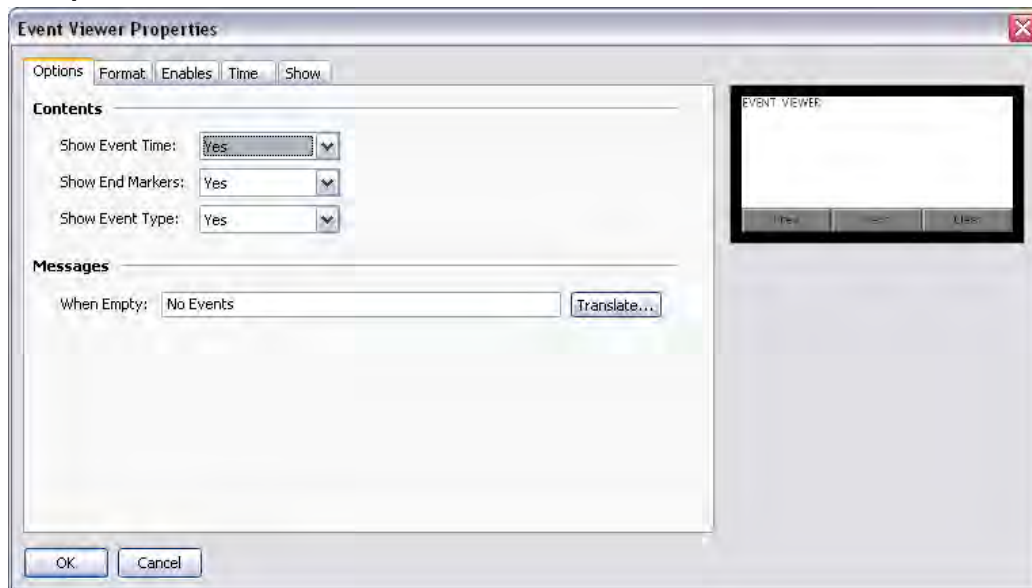 Event Viewer Properties
Options Format Enables Time Show
Contents
Show Event Time: Yes
Show End Markers: Yes
Show Event Type: Yes
Messages
When Empty: No Events Translate...
EVENT VIEWER
OK Cancel